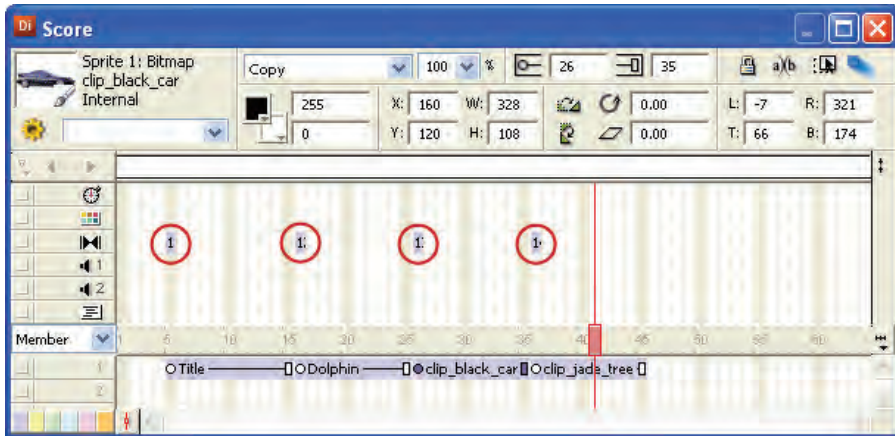 Di Score
Sprite 1: Bitmap
clip_black_car
Internal
Copy 100 % 26 35 a)(b
255 X: 160 W: 328 0.00 L: -7 R: 321
0 Y: 120 H: 108 0.00 T: 66 B: 174
1
2
Member 5 10 15 20 25 30 35 40 45 50 55 60
1 Title Dolphin clip_black_car clip_jade_tree
2